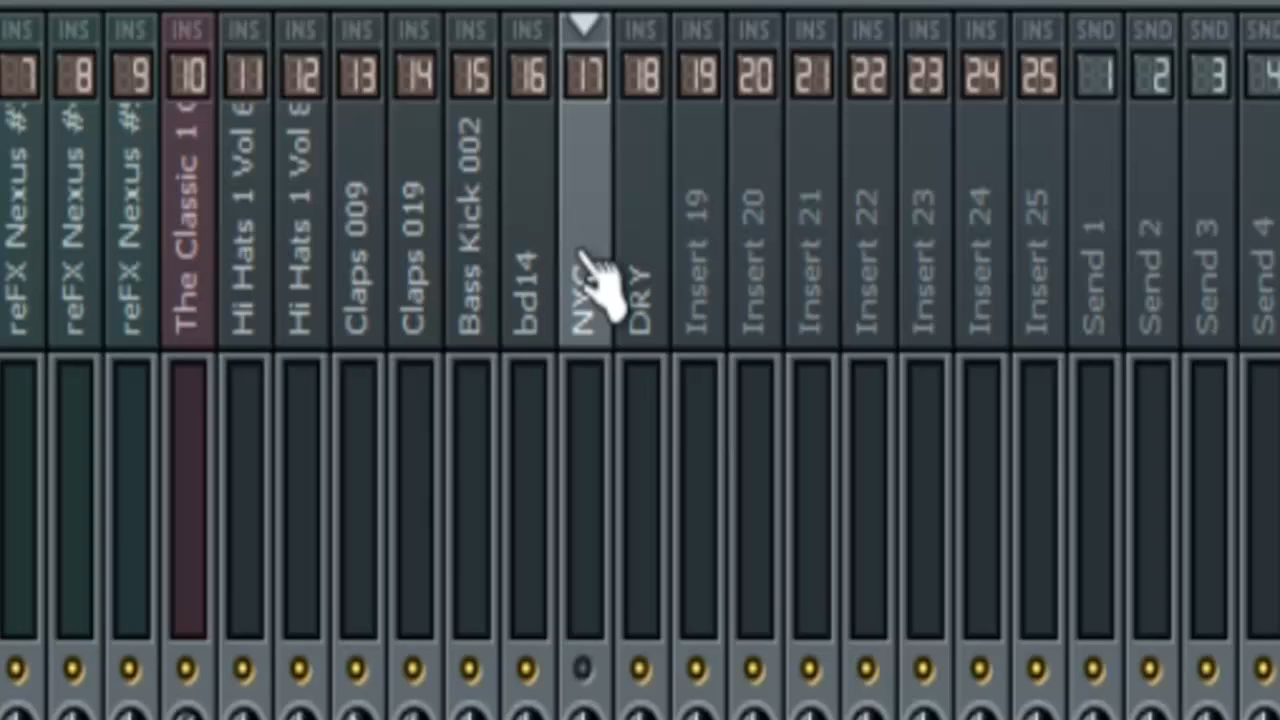 INS INS INS INS INS INS INS INS INS INS INS INS INS INS INS INS INS INS SND SND SND SND
7 8 9 10 11 12 13 14 15 16 17 18 19 20 21 22 23 24 25 1 2 3 4
reFX Nexus #
reFX Nexus #
reFX Nexus #
The Classic 1
Hi Hats 1 Vol
Hi Hats 1 Vol
Claps 009
Claps 019
Bass Kick 002
bd14
DRY
Insert 19
Insert 20
Insert 21
Insert 22
Insert 23
Insert 24
Insert 25
Send 1
Send 2
Send 3
Send 4